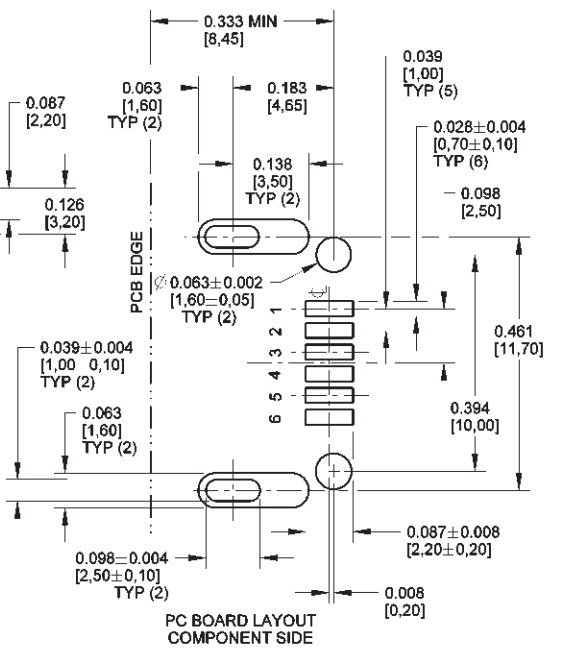 0.333 MIN
[8,45]
0.039
[1,00]
TYP (5)
0.063
[1,60]
TYP (2)
0.183
[4,65]
0.087
[2,20]
0.028±0.004
[0,70±0,10]
TYP (6)
0.138
[3,50]
TYP (2)
0.098
[2,50]
0.126
[3,20]
PCB EDGE
Ø 0.063±0.002
[1,60±0,05]
TYP (2)
1
2
3
4
5
6
0.461
[11,70]
0.039±0.004
[1,00 0,10]
TYP (2)
0.394
[10,00]
0.063
[1,60]
TYP (2)
0.087±0.008
[2,20±0,20]
0.098±0.004
[2,50±0,10]
TYP (2)
0.008
[0,20]
PC BOARD LAYOUT
COMPONENT SIDE